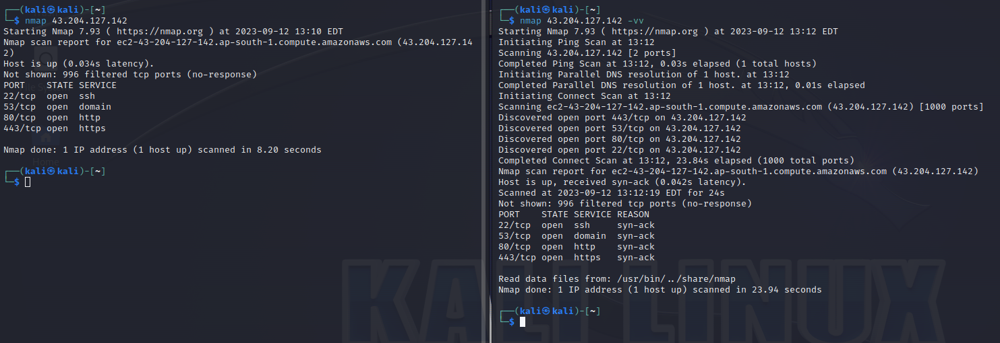 ┌──(kali㉿kali)-[~]
└─$ nmap 43.204.127.142
Starting Nmap 7.93 ( https://nmap.org ) at 2023-09-12 13:10 EDT
Nmap scan report for ec2-43-204-127-142.ap-south-1.compute.amazonaws.com (43.204.127.14
2)
Host is up (0.034s latency).
Not shown: 996 filtered tcp ports (no-response)
PORT    STATE SERVICE
22/tcp  open  ssh
53/tcp  open  domain
80/tcp  open  http
443/tcp open  https
Nmap done: 1 IP address (1 host up) scanned in 8.20 seconds
Home
┌──(kali㉿kali)-[~]
└─$
┌──(kali㉿kali)-[~]
└─$ nmap 43.204.127.142 -vv
Starting Nmap 7.93 ( https://nmap.org ) at 2023-09-12 13:12 EDT
Initiating Ping Scan at 13:12
Scanning 43.204.127.142 [2 ports]
Completed Ping Scan at 13:12, 0.03s elapsed (1 total hosts)
Initiating Parallel DNS resolution of 1 host. at 13:12
Completed Parallel DNS resolution of 1 host. at 13:12, 0.01s elapsed
Initiating Connect Scan at 13:12
Scanning ec2-43-204-127-142.ap-south-1.compute.amazonaws.com (43.204.127.142) [1000 ports]
Discovered open port 443/tcp on 43.204.127.142
Discovered open port 53/tcp on 43.204.127.142
Discovered open port 80/tcp on 43.204.127.142
Discovered open port 22/tcp on 43.204.127.142
Completed Connect Scan at 13:12, 23.84s elapsed (1000 total ports)
Nmap scan report for ec2-43-204-127-142.ap-south-1.compute.amazonaws.com (43.204.127.142)
Host is up, received syn-ack (0.042s latency).
Scanned at 2023-09-12 13:12:19 EDT for 24s
Not shown: 996 filtered tcp ports (no-response)
PORT    STATE SERVICE REASON
22/tcp  open  ssh     syn-ack
53/tcp  open  domain  syn-ack
80/tcp  open  http    syn-ack
443/tcp open  https   syn-ack
Read data files from: /usr/bin/../share/nmap
Nmap done: 1 IP address (1 host up) scanned in 23.94 seconds
┌──(kali㉿kali)-[~]
└─$
KALI LINUX